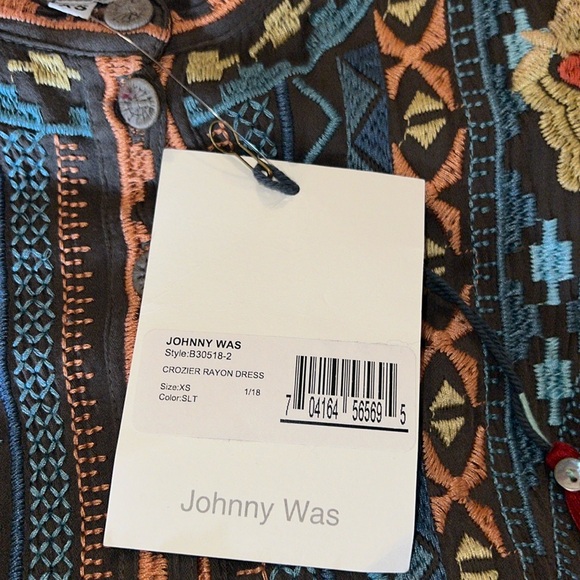 JOHNNY WAS
Style:B30518-2
CROZIER RAYON DRESS
Size:XS 1/18
Color:SLT
7 04164 56569 5
Johnny Was